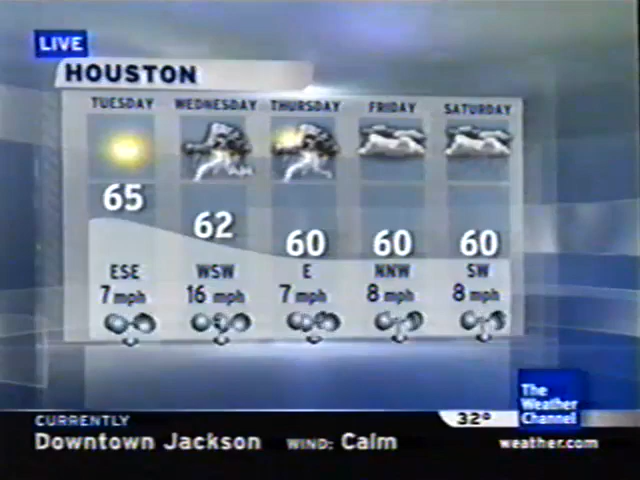 LIVE
HOUSTON
TUESDAY WEDNESDAY THURSDAY FRIDAY SATURDAY
65 62 60 60 60
ESE WSW E NNW SW
7 mph 16 mph 7 mph 8 mph 8 mph
The
Weather
Channel
CURRENTLY 32°
Downtown Jackson WIND: Calm weather.com